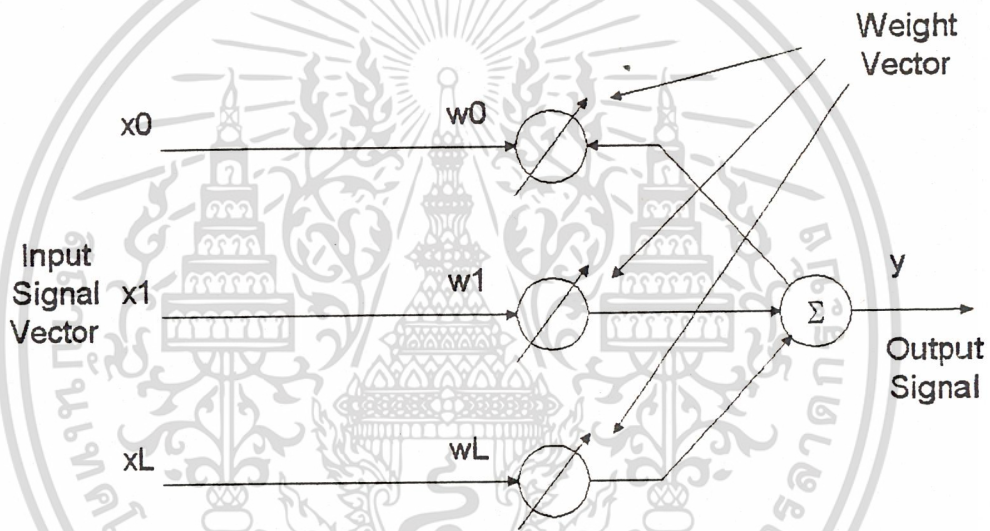 Weight
Vector
x0
w0
Input
Signal
Vector
x1
w1
y
Σ
Output
Signal
xL
wL